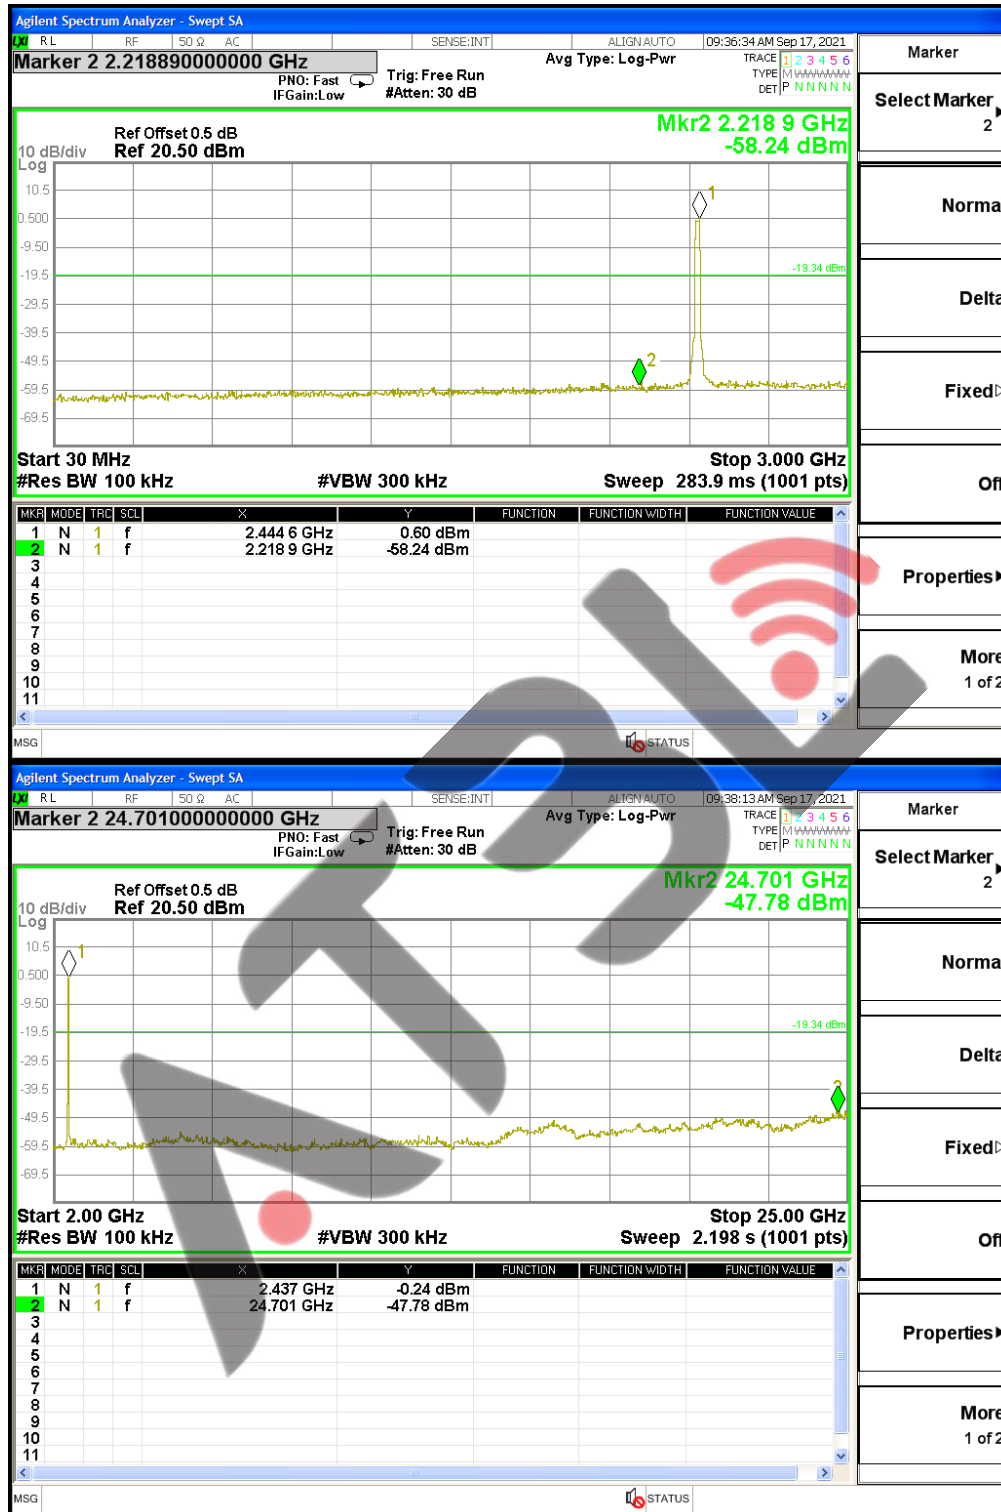 Agilent Spectrum Analyzer - Swept SA
LXI RL RF 50 Ω AC SENSE:INT ALIGN AUTO 09:36:34 AM Sep 17, 2021
Marker 2 2.218890000000 GHz
PNO: Fast
IFGain:Low
Trig: Free Run
#Atten: 30 dB
Avg Type: Log-Pwr
TRACE 1 2 3 4 5 6
TYPE M
DET P N N N N N
Mkr2 2.218 9 GHz
-58.24 dBm
Ref Offset 0.5 dB
10 dB/div Ref 20.50 dBm
Log
10.5
0.500
-9.50
-19.5
-29.5
-39.5
-49.5
-59.5
-69.5
1
-19.34 dBm
2
Start 30 MHz Stop 3.000 GHz
#Res BW 100 kHz #VBW 300 kHz Sweep 283.9 ms (1001 pts)
MKR MODE TRC SCL X Y FUNCTION FUNCTION WIDTH FUNCTION VALUE
1 N 1 f 2.444 6 GHz 0.60 dBm
2 N 1 f 2.218 9 GHz -58.24 dBm
3
4
5
6
7
8
9
10
11
MSG STATUS
Marker
Select Marker
2
Norma
Delta
Fixed
Off
Properties
More
1 of 2
Agilent Spectrum Analyzer - Swept SA
LXI RL RF 50 Ω AC SENSE:INT ALIGN AUTO 09:38:13 AM Sep 17, 2021
Marker 2 24.701000000000 GHz
PNO: Fast
IFGain:Low
Trig: Free Run
#Atten: 30 dB
Avg Type: Log-Pwr
TRACE 1 2 3 4 5 6
TYPE M
DET P N N N N N
Mkr2 24.701 GHz
-47.78 dBm
Ref Offset 0.5 dB
10 dB/div Ref 20.50 dBm
Log
10.5
0.500
-9.50
-19.5
-29.5
-39.5
-49.5
-59.5
-69.5
1
-19.34 dBm
2
Start 2.00 GHz Stop 25.00 GHz
#Res BW 100 kHz #VBW 300 kHz Sweep 2.198 s (1001 pts)
MKR MODE TRC SCL X Y FUNCTION FUNCTION WIDTH FUNCTION VALUE
1 N 1 f 2.437 GHz -0.24 dBm
2 N 1 f 24.701 GHz -47.78 dBm
3
4
5
6
7
8
9
10
11
MSG STATUS
Marker
Select Marker
2
Norma
Delta
Fixed
Off
Properties
More
1 of 2